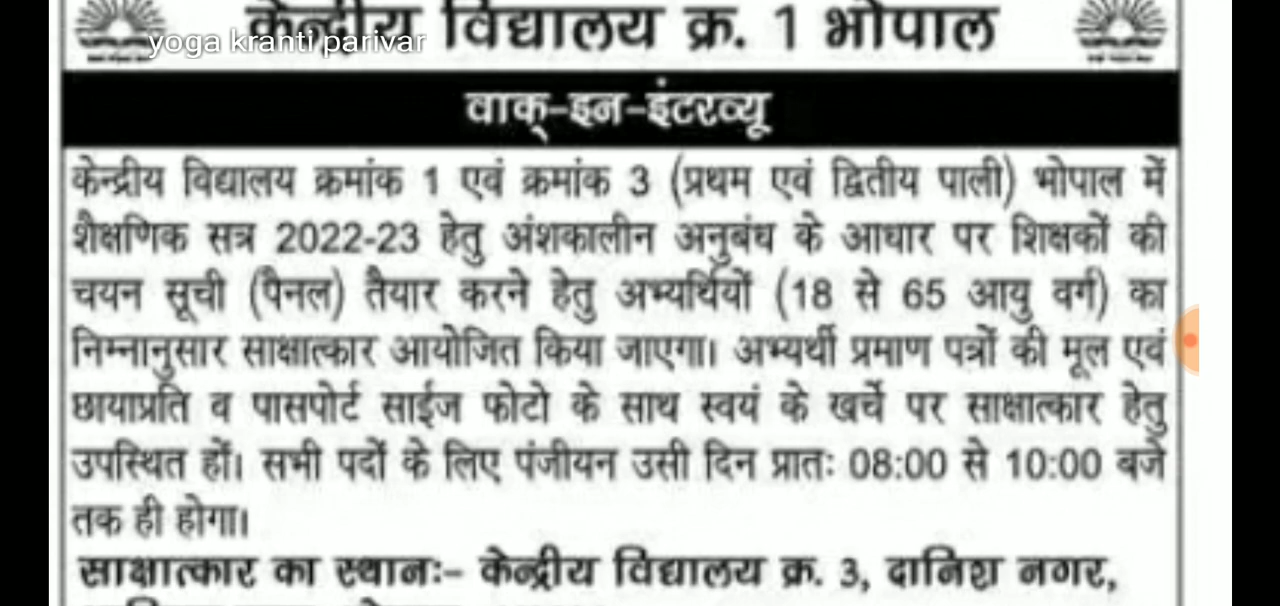 केन्द्रीय विद्यालय क्र. 1 भोपाल
yoga kranti parivar
वाक्-इन-इंटरव्यू
केन्द्रीय विद्यालय क्रमांक 1 एवं क्रमांक 3 (प्रथम एवं द्वितीय पाली) भोपाल में
शैक्षणिक सत्र 2022-23 हेतु अंशकालीन अनुबंध के आधार पर शिक्षकों की
चयन सूची (पैनल) तैयार करने हेतु अभ्यर्थियों (18 से 65 आयु वर्ग) का
निम्नानुसार साक्षात्कार आयोजित किया जाएगा। अभ्यर्थी प्रमाण पत्रों की मूल एवं
छायाप्रति व पासपोर्ट साईज फोटो के साथ स्वयं के खर्चे पर साक्षात्कार हेतु
उपस्थित हों। सभी पदों के लिए पंजीयन उसी दिन प्रातः 08:00 से 10:00 बजे
तक ही होगा।
साक्षात्कार का स्थानः- केन्द्रीय विद्यालय क्र. 3, दानिश नगर,